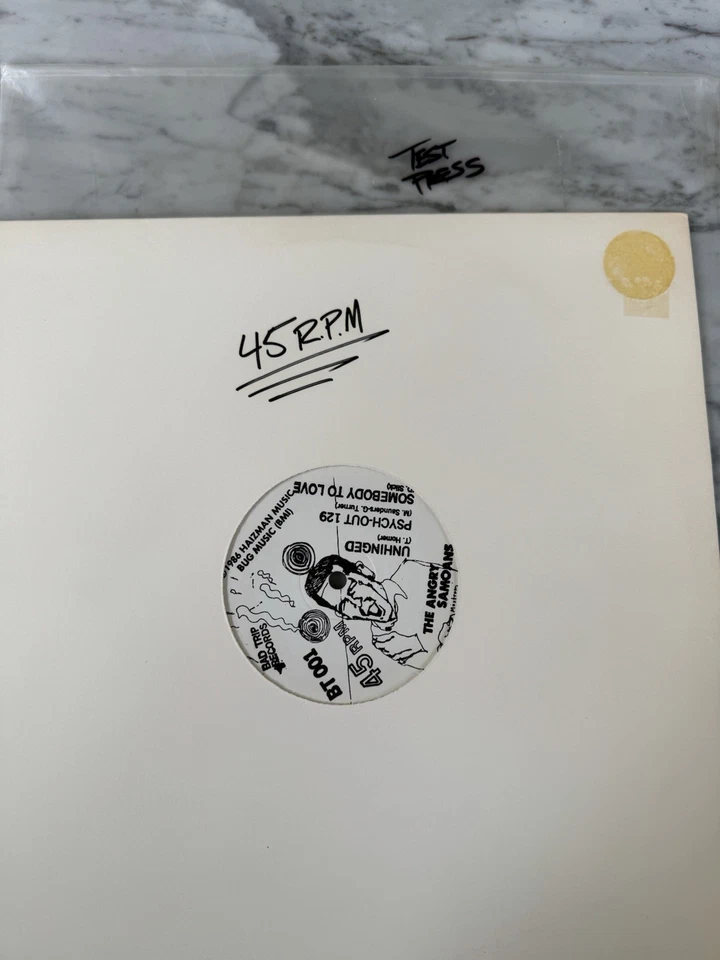 TEST
PRESS
45 R.P.M
SOMEBODY TO LOVE
PSYCH-OUT 129
(M. Saunders-G. Turner)
UNHINGED
(T. Homer)
1986 HAIZMAN MUSIC
BUG MUSIC (BMI)
THE ANGRY
SAMOANS
BAD TRIP
RECORDS
BT 001
45 RPM